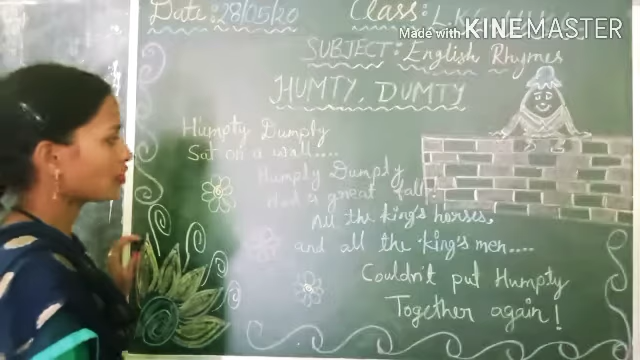 Date: 28/05/20
Class: L.K.G
Made with KINEMASTER
SUBJECT: English Rhymes
HUMTY DUMTY
Humpty Dumpty
Sat on a wall....
Humpty Dumpty
Had a great fall.
All the king's horses,
and all the king's men....
Couldn't put Humpty
Together again!